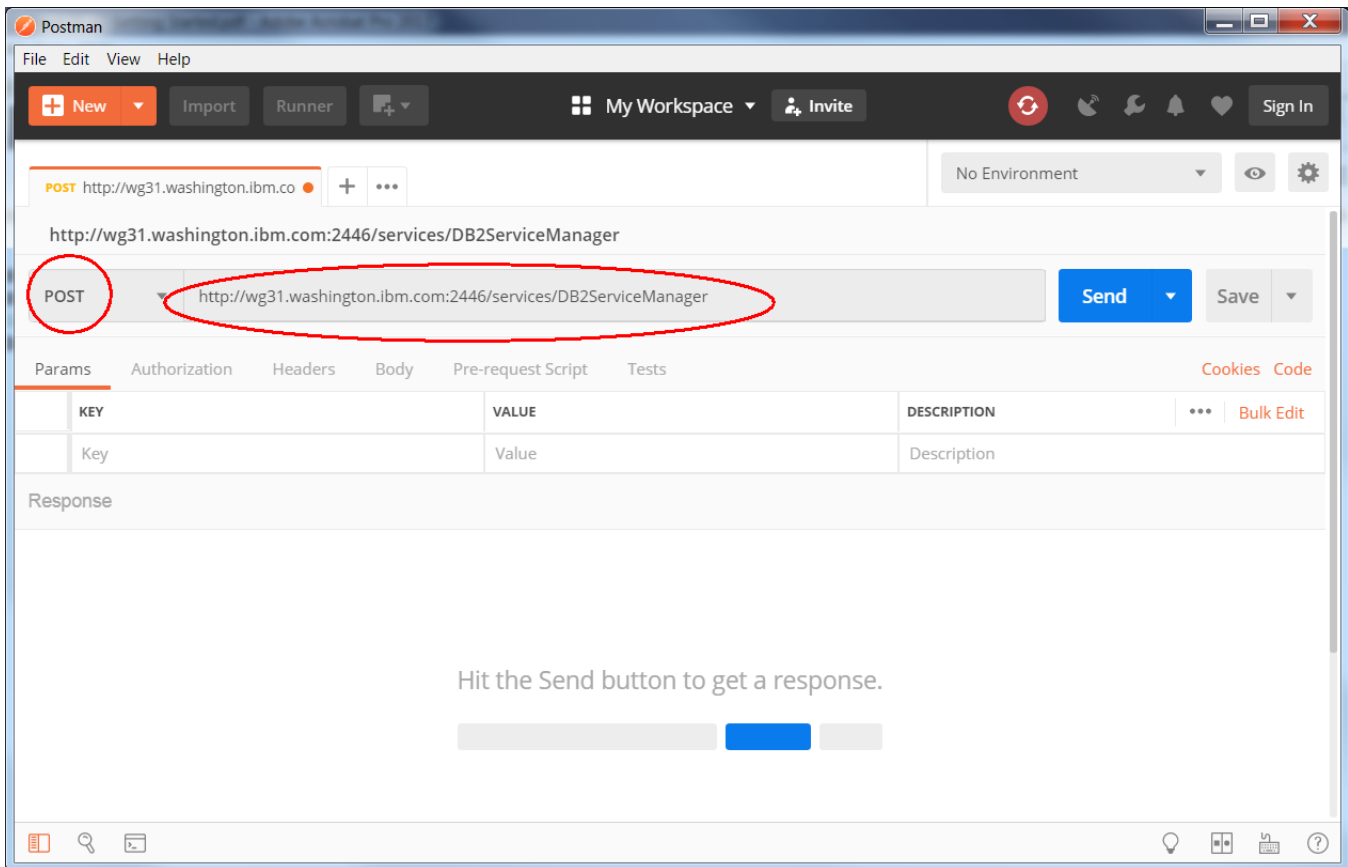 Postman
File Edit View Help
New Import Runner My Workspace Invite Sign In
POST http://wg31.washington.ibm.co No Environment
http://wg31.washington.ibm.com:2446/services/DB2ServiceManager
POST http://wg31.washington.ibm.com:2446/services/DB2ServiceManager Send Save
Params Authorization Headers Body Pre-request Script Tests Cookies Code
KEY VALUE DESCRIPTION Bulk Edit
Key Value Description
Response
Hit the Send button to get a response.